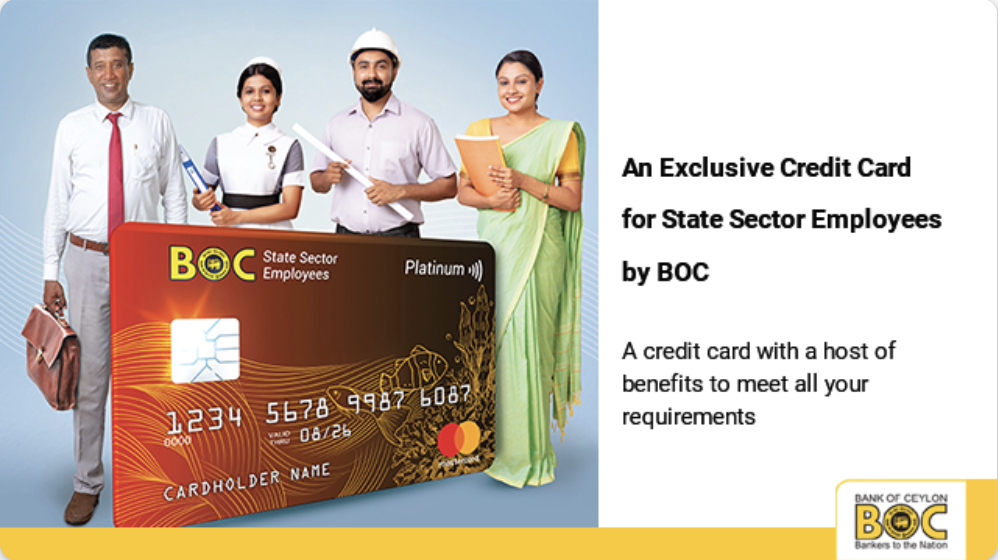 BOC State Sector
Employees
Platinum
1234 5678 9987 6087
0000
VALID
THRU 08/26
CARDHOLDER NAME
An Exclusive Credit Card
for State Sector Employees
by BOC
A credit card with a host of
benefits to meet all your
requirements
BANK OF CEYLON
BOC
Bankers to the Nation